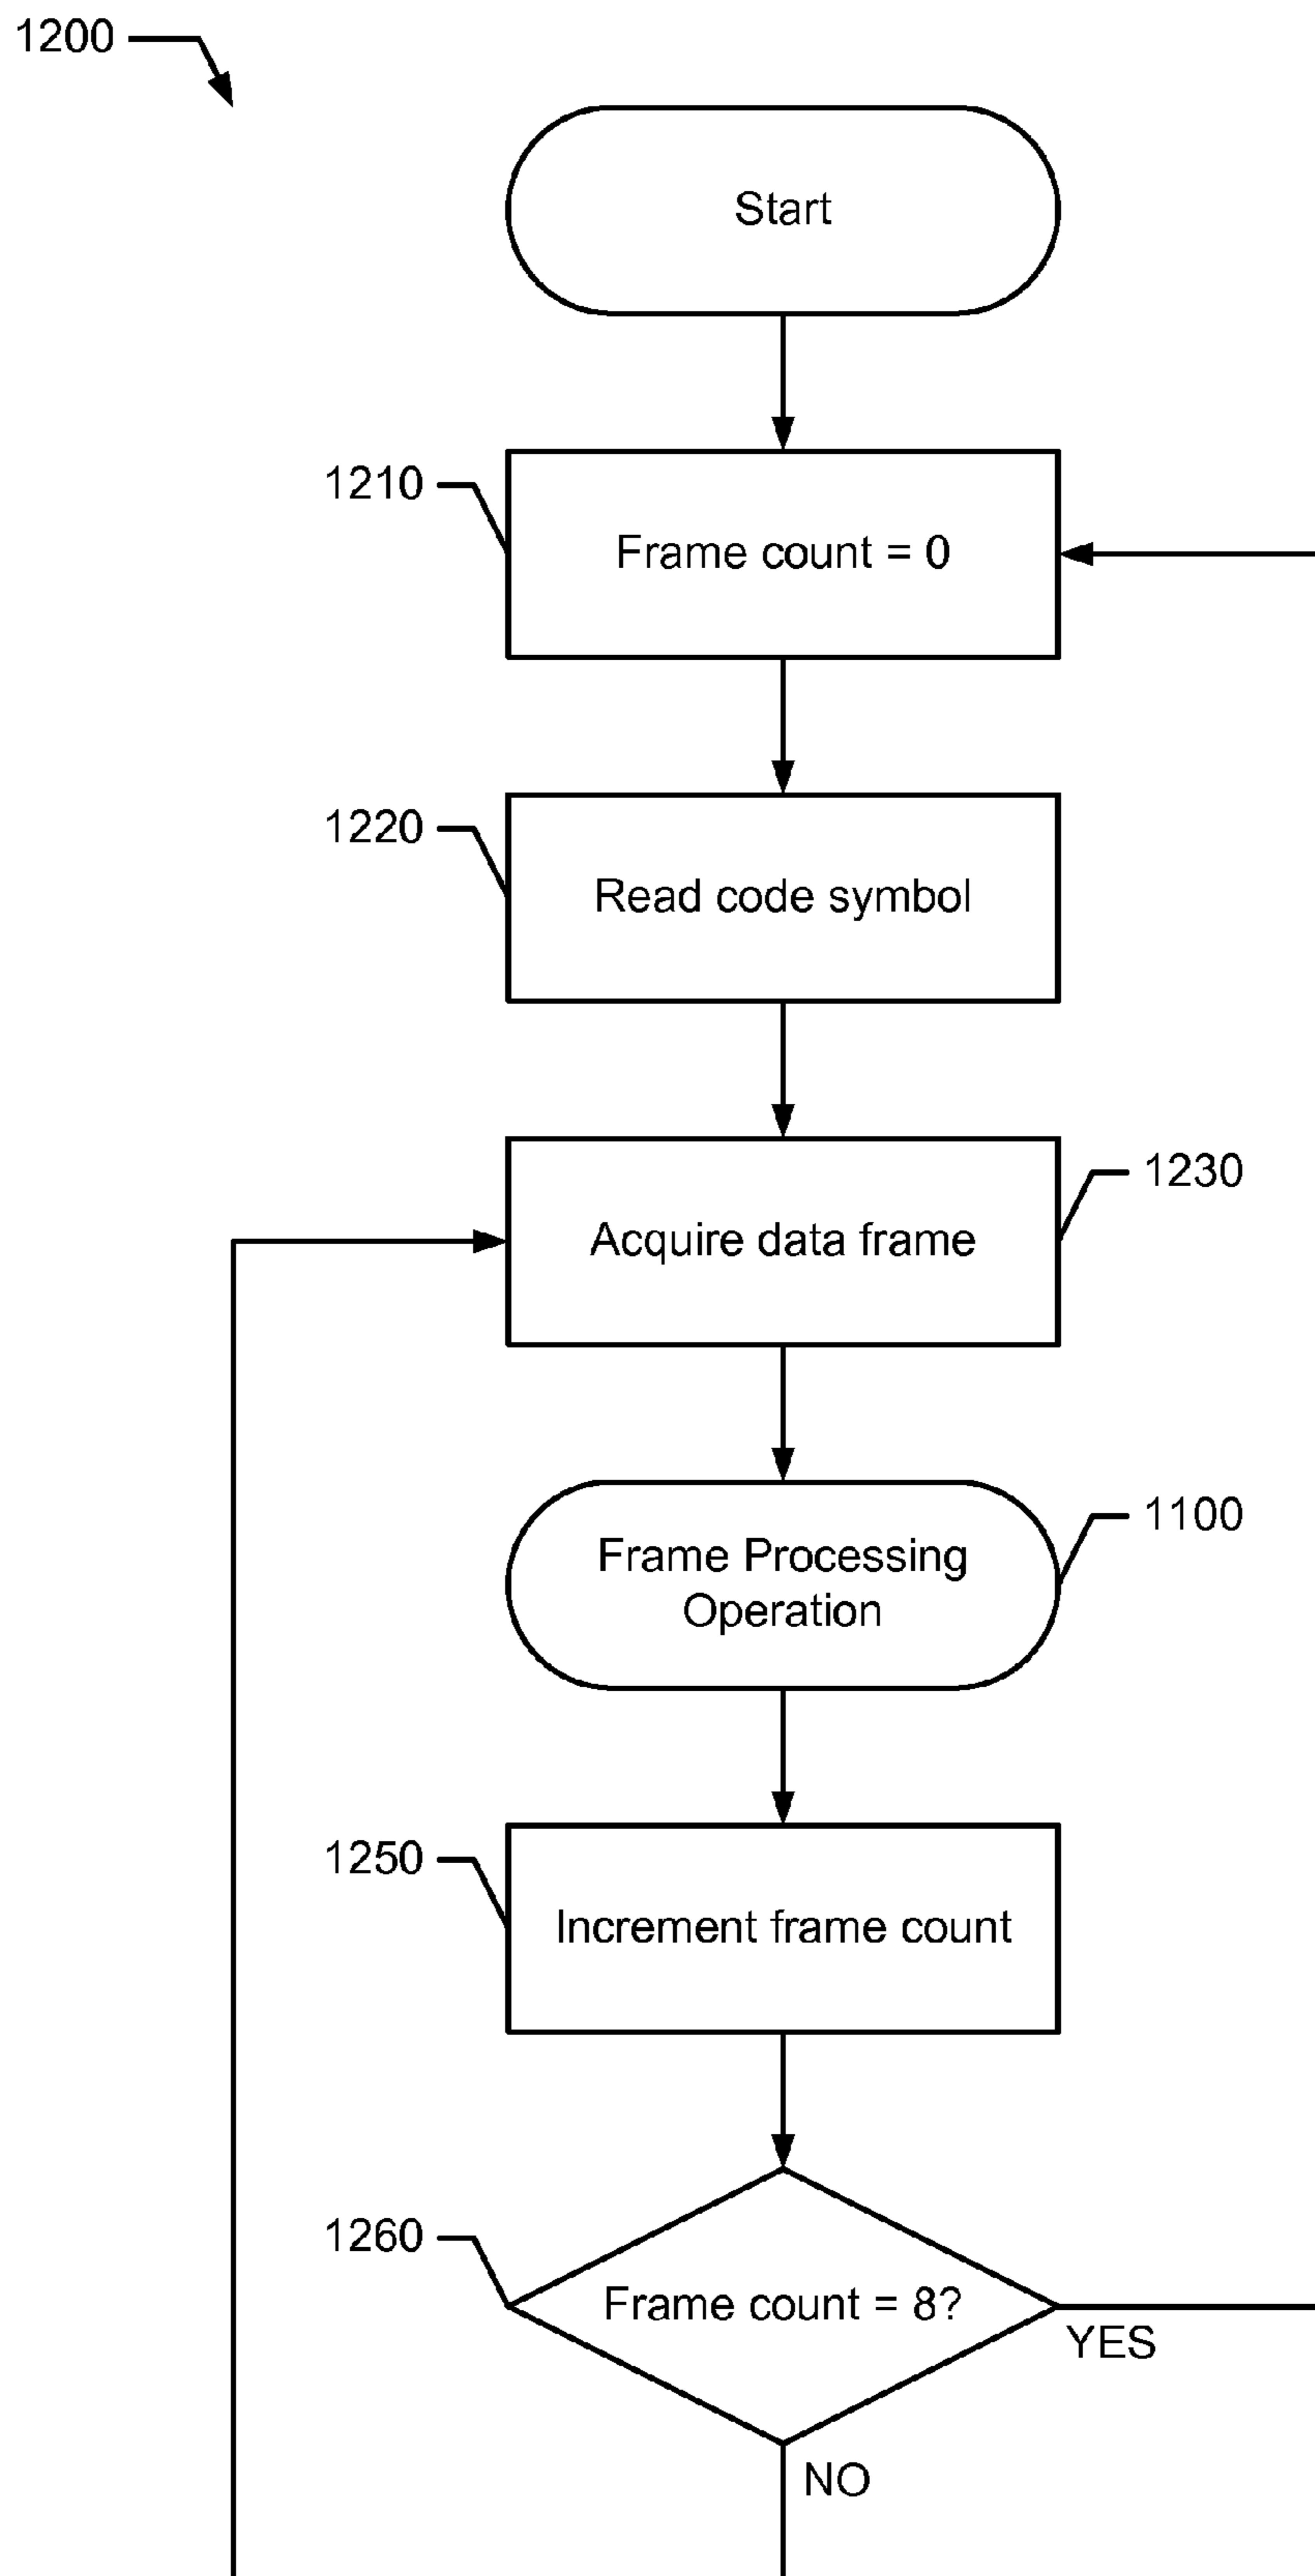 1200
Start
1210
Frame count = 0
1220
Read code symbol
1230
Acquire data frame
1100
Frame Processing
Operation
1250
Increment frame count
1260
Frame count = 8?
YES
NO